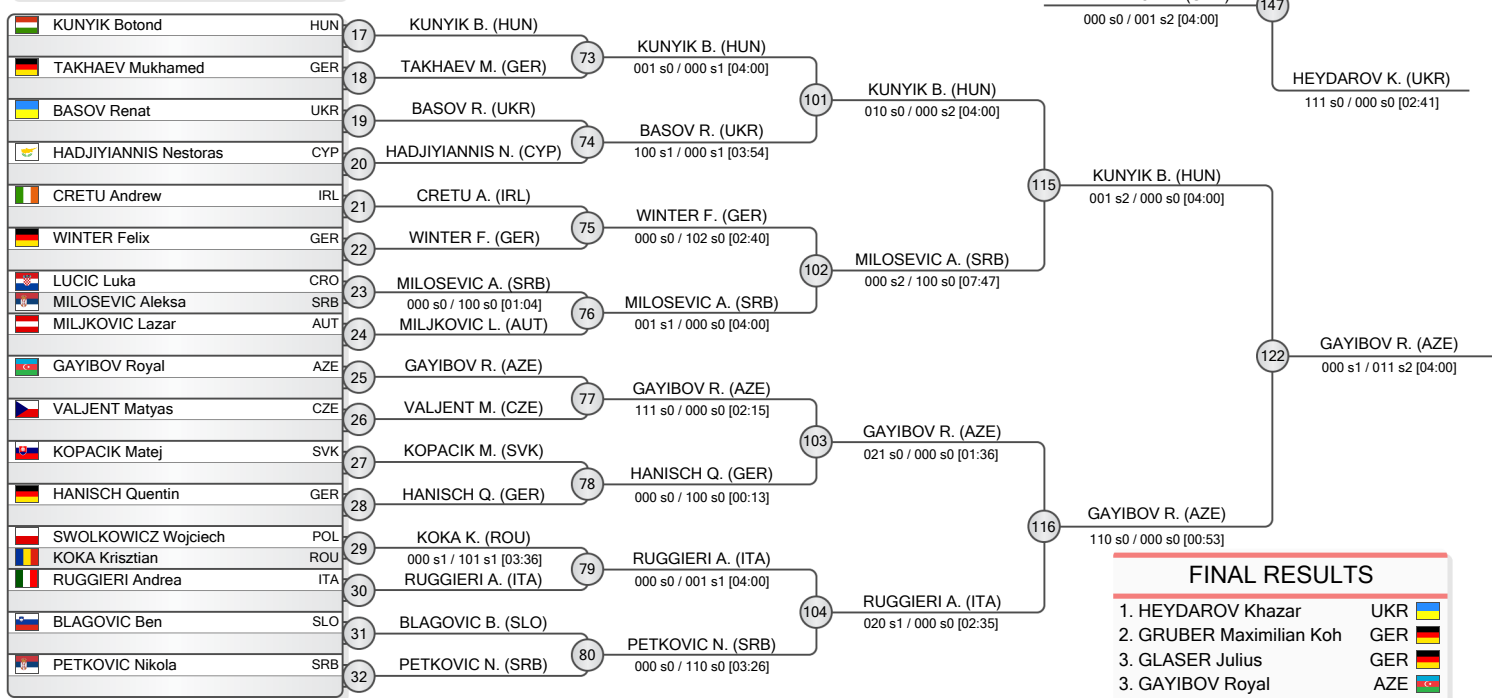 147
000 s0 / 001 s2 [04:00]
HEYDAROV K. (UKR)
111 s0 / 000 s0 [02:41]
KUNYIK Botond HUN
TAKHAEV Mukhamed GER
BASOV Renat UKR
HADJIYIANNIS Nestoras CYP
CRETU Andrew IRL
WINTER Felix GER
LUCIC Luka CRO
MILOSEVIC Aleksa SRB
MILJKOVIC Lazar AUT
GAYIBOV Royal AZE
VALJENT Matyas CZE
KOPACIK Matej SVK
HANISCH Quentin GER
SWOLKOWICZ Wojciech POL
KOKA Krisztian ROU
RUGGIERI Andrea ITA
BLAGOVIC Ben SLO
PETKOVIC Nikola SRB
17
18
19
20
21
22
23
24
25
26
27
28
29
30
31
32
KUNYIK B. (HUN)
TAKHAEV M. (GER)
BASOV R. (UKR)
HADJIYIANNIS N. (CYP)
CRETU A. (IRL)
WINTER F. (GER)
MILOSEVIC A. (SRB)
000 s0 / 100 s0 [01:04]
MILJKOVIC L. (AUT)
GAYIBOV R. (AZE)
VALJENT M. (CZE)
KOPACIK M. (SVK)
HANISCH Q. (GER)
KOKA K. (ROU)
000 s1 / 101 s1 [03:36]
RUGGIERI A. (ITA)
BLAGOVIC B. (SLO)
PETKOVIC N. (SRB)
73
74
75
76
77
78
79
80
KUNYIK B. (HUN)
001 s0 / 000 s1 [04:00]
BASOV R. (UKR)
100 s1 / 000 s1 [03:54]
WINTER F. (GER)
000 s0 / 102 s0 [02:40]
MILOSEVIC A. (SRB)
001 s1 / 000 s0 [04:00]
GAYIBOV R. (AZE)
111 s0 / 000 s0 [02:15]
HANISCH Q. (GER)
000 s0 / 100 s0 [00:13]
RUGGIERI A. (ITA)
000 s0 / 001 s1 [04:00]
PETKOVIC N. (SRB)
000 s0 / 110 s0 [03:26]
101
102
103
104
KUNYIK B. (HUN)
010 s0 / 000 s2 [04:00]
MILOSEVIC A. (SRB)
000 s2 / 100 s0 [07:47]
GAYIBOV R. (AZE)
021 s0 / 000 s0 [01:36]
RUGGIERI A. (ITA)
020 s1 / 000 s0 [02:35]
115
116
KUNYIK B. (HUN)
001 s2 / 000 s0 [04:00]
GAYIBOV R. (AZE)
110 s0 / 000 s0 [00:53]
122
GAYIBOV R. (AZE)
000 s1 / 011 s2 [04:00]
FINAL RESULTS
1. HEYDAROV Khazar UKR
2. GRUBER Maximilian Koh GER
3. GLASER Julius GER
3. GAYIBOV Royal AZE